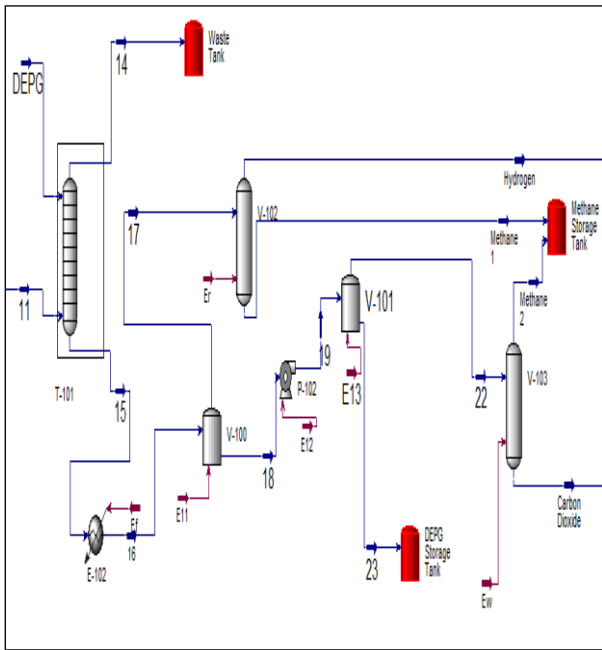 14
Waste
Tank
DEPG
Hydrogen
17
V-102
Methane
1
Methane
Storage
Tank
11
Er
V-101
Methane
2
T-101
15
P-102
19
E13
22
V-103
V-100
18
E12
Ef
16
E-102
E11
23
DEPG
Storage
Tank
Carbon
Dioxide
Ew